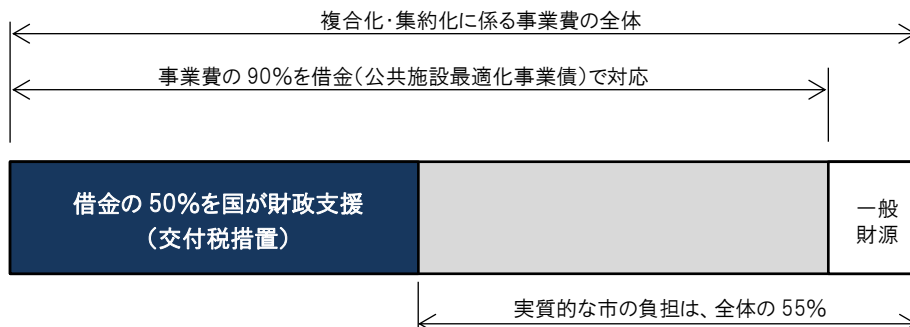 複合化・集約化に係る事業費の全体
事業費の 90%を借金(公共施設最適化事業債)で対応
借金の 50%を国が財政支援
(交付税措置)
一般
財源
実質的な市の負担は、全体の 55%